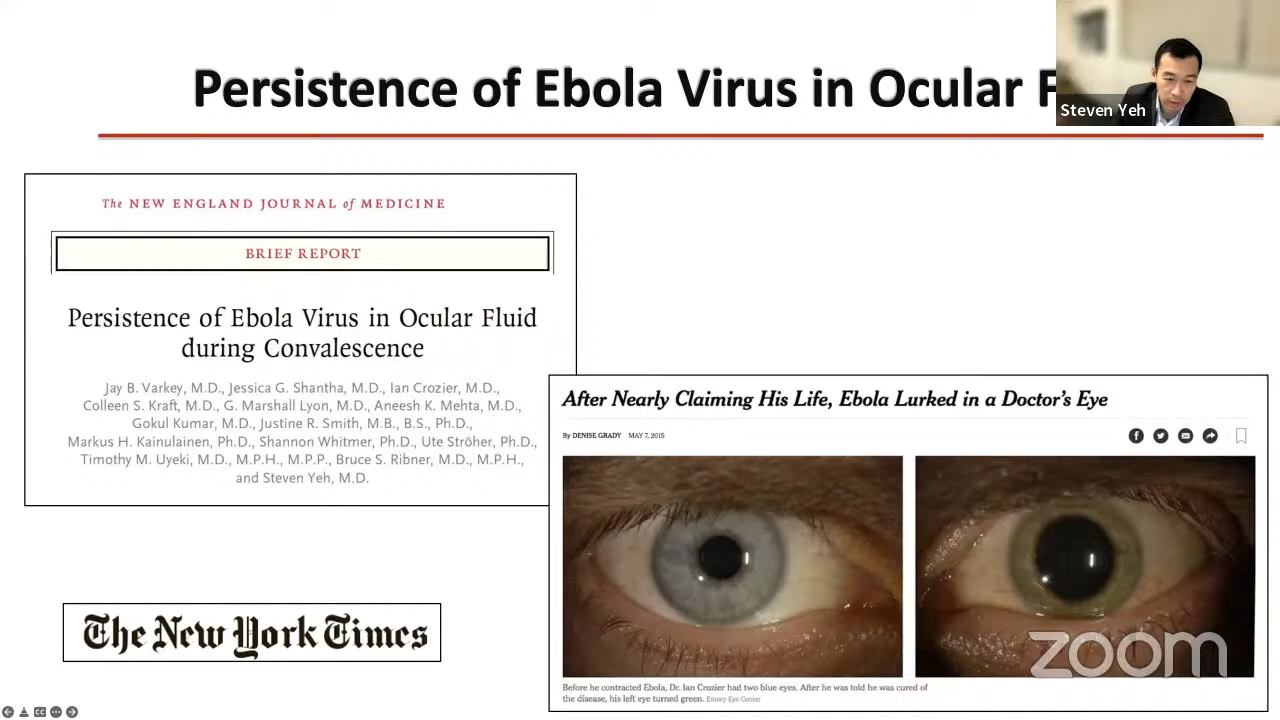 Persistence of Ebola Virus in Ocular F
Steven Yeh
The NEW ENGLAND JOURNAL of MEDICINE
BRIEF REPORT
Persistence of Ebola Virus in Ocular Fluid
during Convalescence
Jay B. Varkey, M.D., Jessica G. Shantha, M.D., Ian Crozier, M.D.,
Colleen S. Kraft, M.D., G. Marshall Lyon, M.D., Aneesh K. Mehta, M.D.,
Gokul Kumar, M.D., Justine R. Smith, M.B., B.S., Ph.D.,
Markus H. Kainulainen, Ph.D., Shannon Whitmer, Ph.D., Ute Ströher, Ph.D.,
Timothy M. Uyeki, M.D., M.P.H., M.P.P., Bruce S. Ribner, M.D., M.P.H.,
and Steven Yeh, M.D.
The New York Times
After Nearly Claiming His Life, Ebola Lurked in a Doctor's Eye
By DENISE GRADY MAY 7, 2015
zoom
Before he contracted Ebola, Dr. Ian Crozier had two blue eyes. After he was told he was cured of
the disease, his left eye turned green. Emory Eye Center
CC